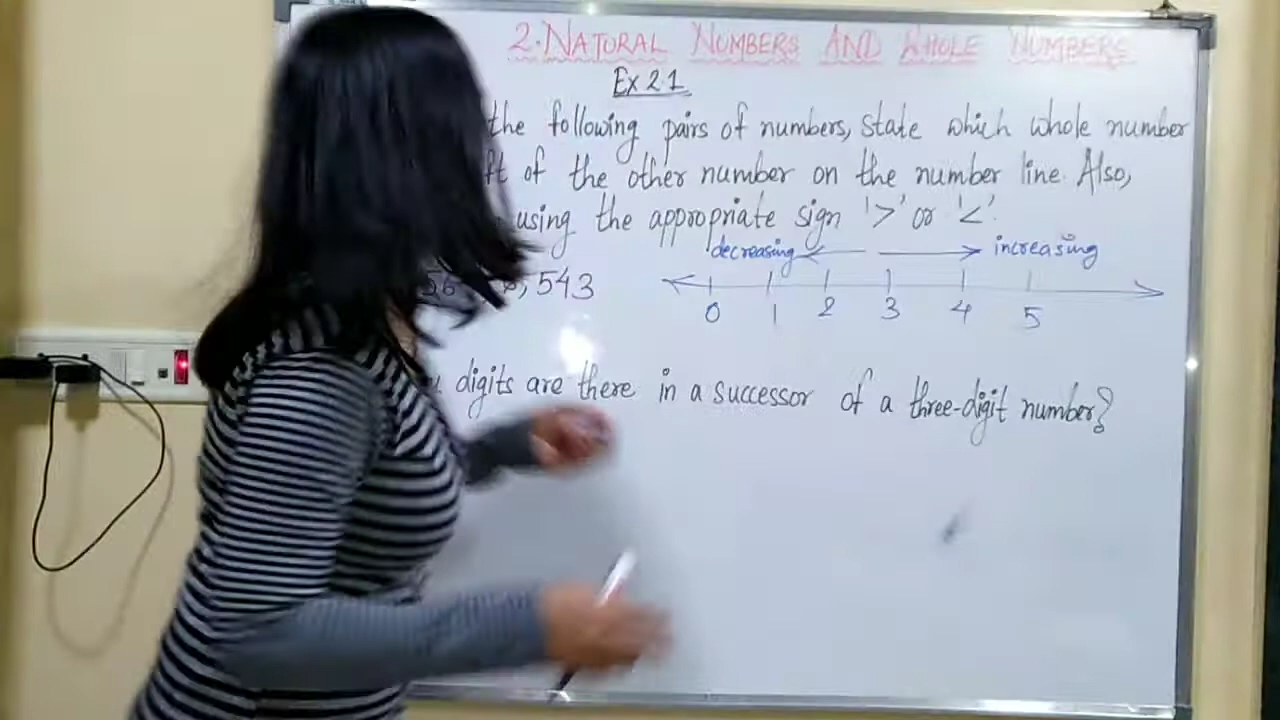 2. NATURAL NUMBERS AND WHOLE NUMBERS
Ex 2.1
the following pairs of numbers, state which whole number
of the other number on the number line. Also,
using the appropriate sign '>' or '<'.
decreasing increasing
543
0 1 2 3 4 5
digits are there in a successor of a three-digit number?